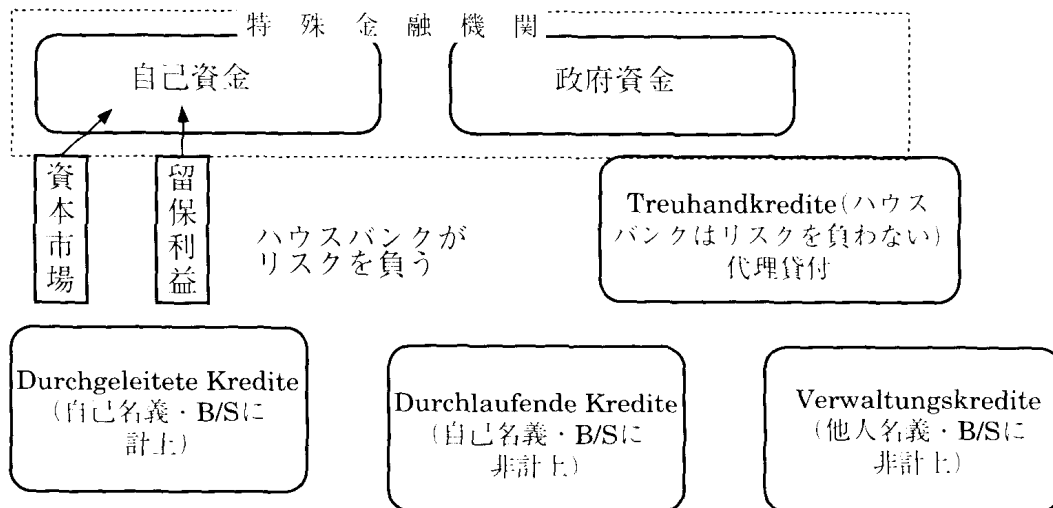 特殊金融機関
自己資金
政府資金
資本市場
留保利益
ハウスバンクが
リスクを負う
Treuhandkredite(ハウス
バンクはリスクを負わない)
代理貸付
Durchgeleitete Kredite
(自己名義・B/Sに
計上)
Durchlaufende Kredite
(自己名義・B/Sに
非計上)
Verwaltungskredite
(他人名義・B/Sに
非計上)